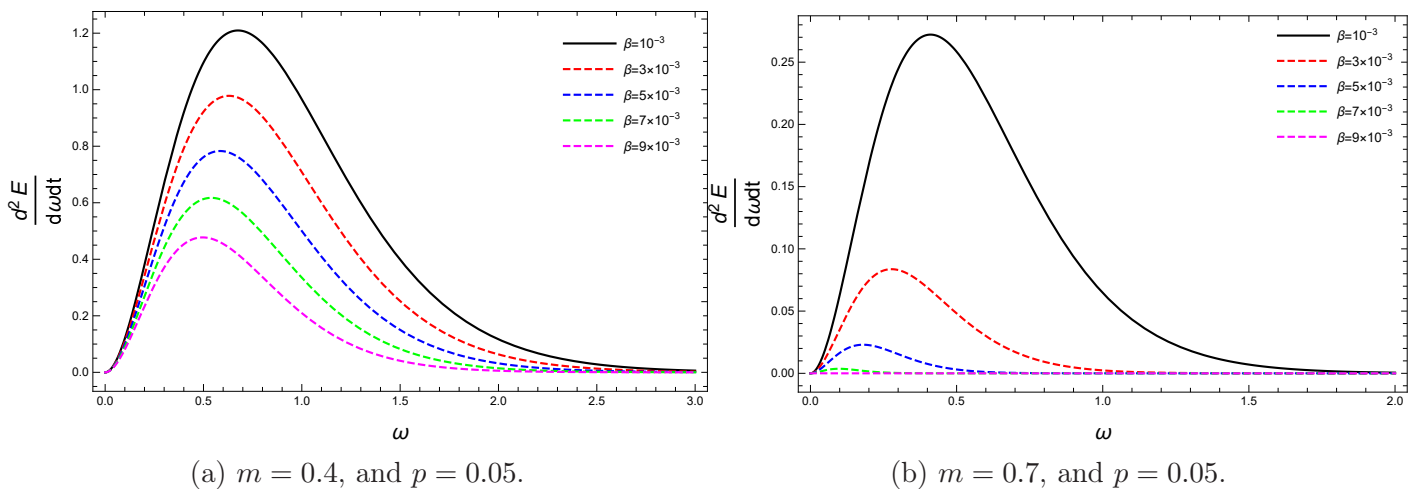 1.2
1.0
0.8
0.6
0.4
0.2
0.0
d² E
dωdt
β=10⁻³
β=3×10⁻³
β=5×10⁻³
β=7×10⁻³
β=9×10⁻³
0.0 0.5 1.0 1.5 2.0 2.5 3.0
ω
(a) m = 0.4, and p = 0.05.
0.25
0.20
0.15
0.10
0.05
0.00
d² E
dωdt
β=10⁻³
β=3×10⁻³
β=5×10⁻³
β=7×10⁻³
β=9×10⁻³
0.0 0.5 1.0 1.5 2.0
ω
(b) m = 0.7, and p = 0.05.